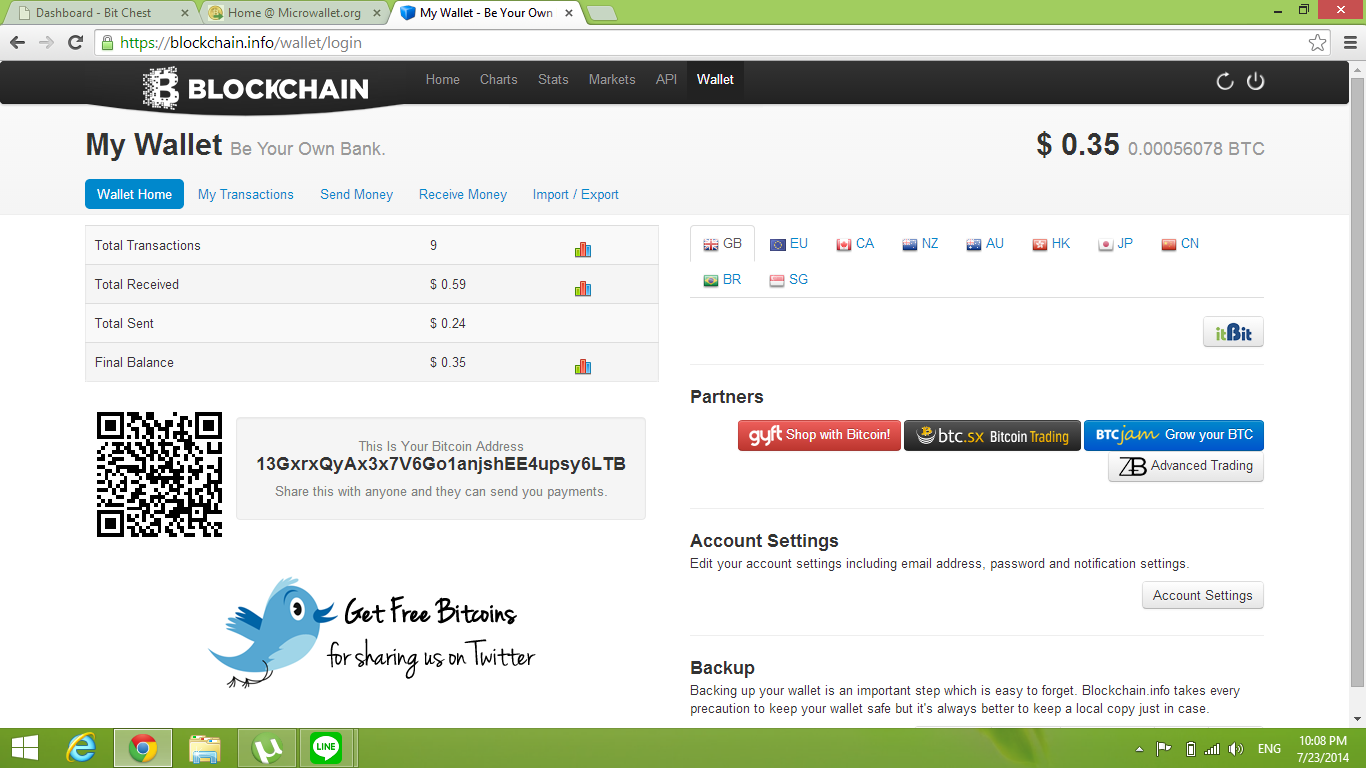 Dashboard - Bit Chest
Home @ Microwallet.org
My Wallet - Be Your Own
https://blockchain.info/wallet/login
BLOCKCHAIN
Home Charts Stats Markets API Wallet
My Wallet Be Your Own Bank.
$ 0.35 0.00056078 BTC
Wallet Home My Transactions Send Money Receive Money Import / Export
Total Transactions 9
Total Received $ 0.59
Total Sent $ 0.24
Final Balance $ 0.35
This Is Your Bitcoin Address
13GxrxQyAx3x7V6Go1anjshEE4upsy6LTB
Share this with anyone and they can send you payments.
Get Free Bitcoins
for sharing us on Twitter
GB EU CA NZ AU HK JP CN
BR SG
itBit
Partners
gyft Shop with Bitcoin! btc.sx Bitcoin Trading BTCjam Grow your BTC
Advanced Trading
Account Settings
Edit your account settings including email address, password and notification settings.
Account Settings
Backup
Backing up your wallet is an important step which is easy to forget. Blockchain.info takes every
precaution to keep your wallet safe but it's always better to keep a local copy just in case.
LINE
ENG
10:08 PM
7/23/2014